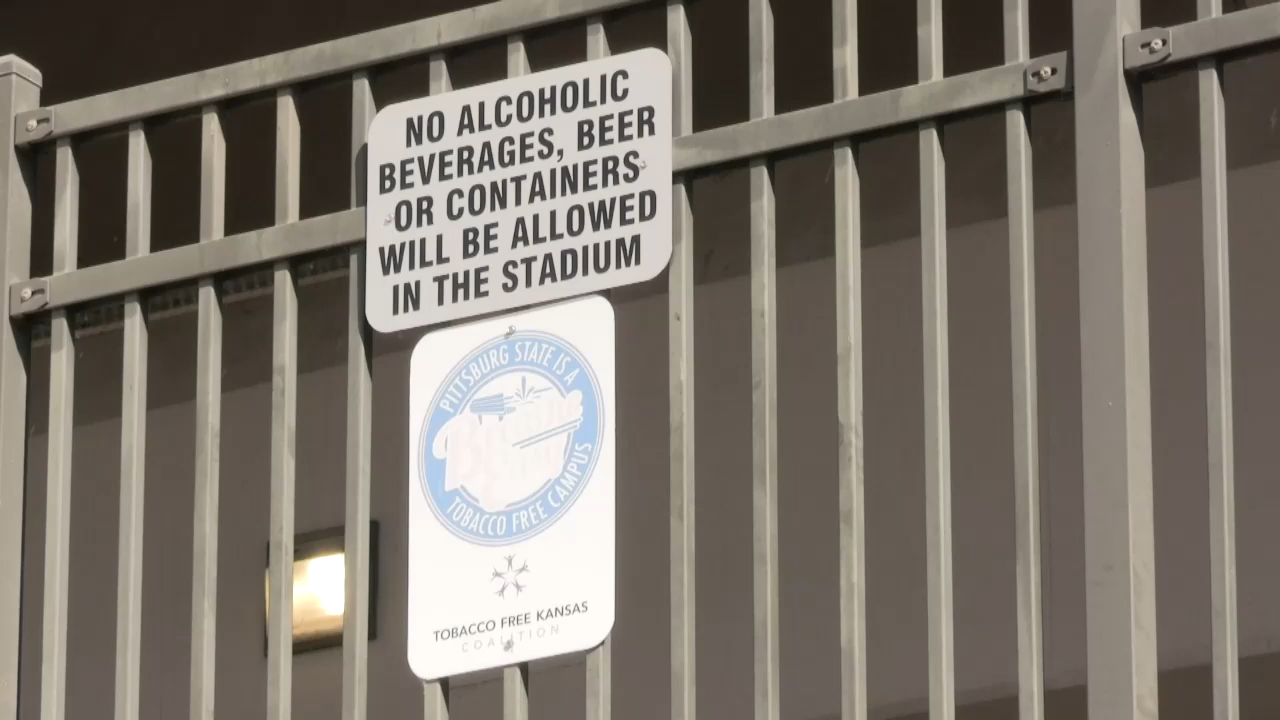 NO ALCOHOLIC
BEVERAGES, BEER
OR CONTAINERS
WILL BE ALLOWED
IN THE STADIUM
PITTSBURG STATE IS A
TOBACCO FREE CAMPUS
TOBACCO FREE KANSAS
COALITION